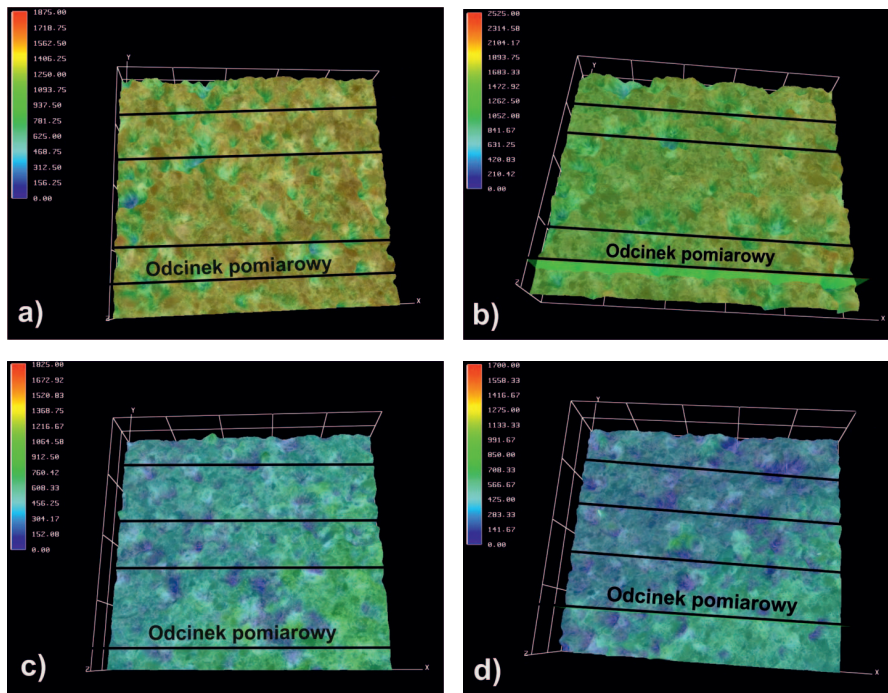 1875.00
1718.75
1562.50
1406.25
1250.00
1093.75
937.50
781.25
625.00
468.75
312.50
156.25
0.00
Y
Odcinek pomiarowy
Z
X
a)
2525.00
2314.58
2104.17
1893.75
1683.33
1472.92
1262.50
1052.08
841.67
631.25
420.83
210.42
0.00
Y
Odcinek pomiarowy
Z
X
b)
1825.00
1672.92
1520.83
1368.75
1216.67
1064.58
912.50
760.42
608.33
456.25
304.17
152.08
0.00
Y
Odcinek pomiarowy
Z
X
c)
1700.00
1558.33
1416.67
1275.00
1133.33
991.67
850.00
708.33
566.67
425.00
283.33
141.67
0.00
Y
Odcinek pomiarowy
Z
X
d)